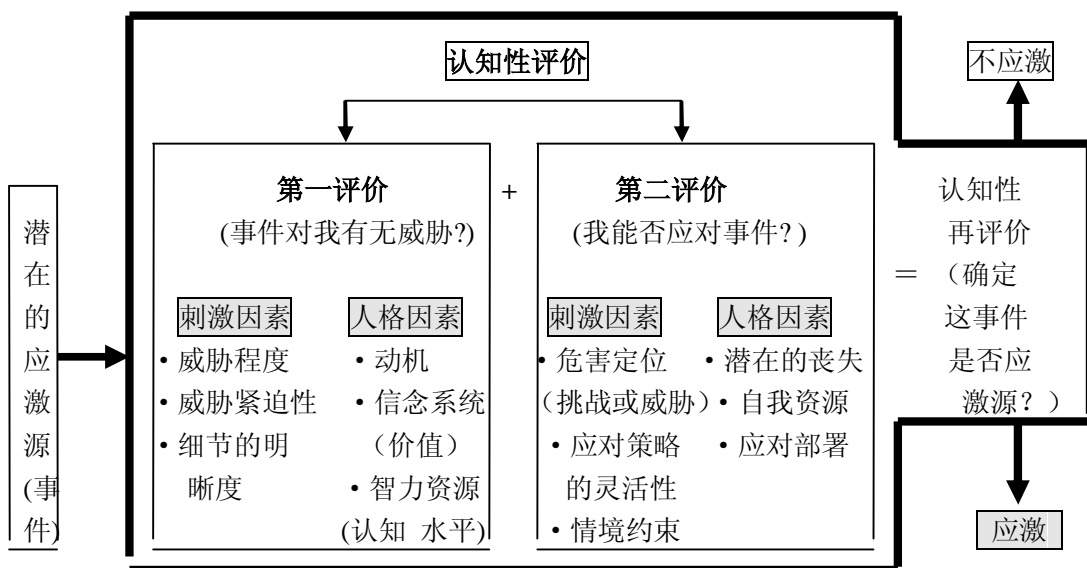 认知性评价
不应激
潜在的应激源(事件)
第一评价
(事件对我有无威胁?)
刺激因素
·威胁程度
·威胁紧迫性
·细节的明
晰度
人格因素
·动机
·信念系统
（价值）
·智力资源
(认知 水平)
+
第二评价
(我能否应对事件?)
刺激因素
·危害定位
(挑战或威胁)
·应对策略
的灵活性
·情境约束
人格因素
·潜在的丧失
·自我资源
·应对部署
=
认知性
再评价
（确定
这事件
是否应
激源？）
应激